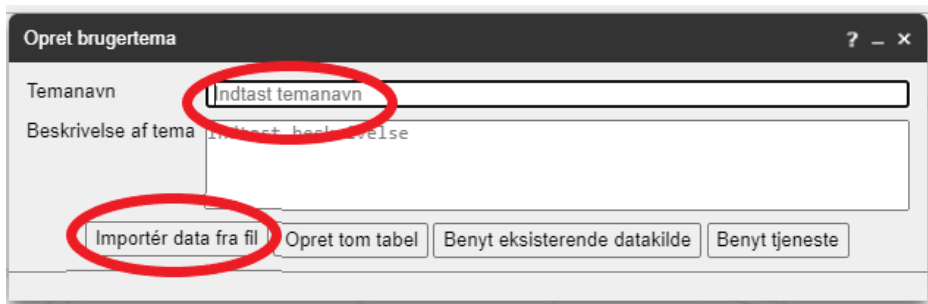 Opret brugertema ? _ ×
Temanavn Indtast temanavn
Beskrivelse af tema Indtast beskrivelse
Importér data fra fil Opret tom tabel Benyt eksisterende datakilde Benyt tjeneste